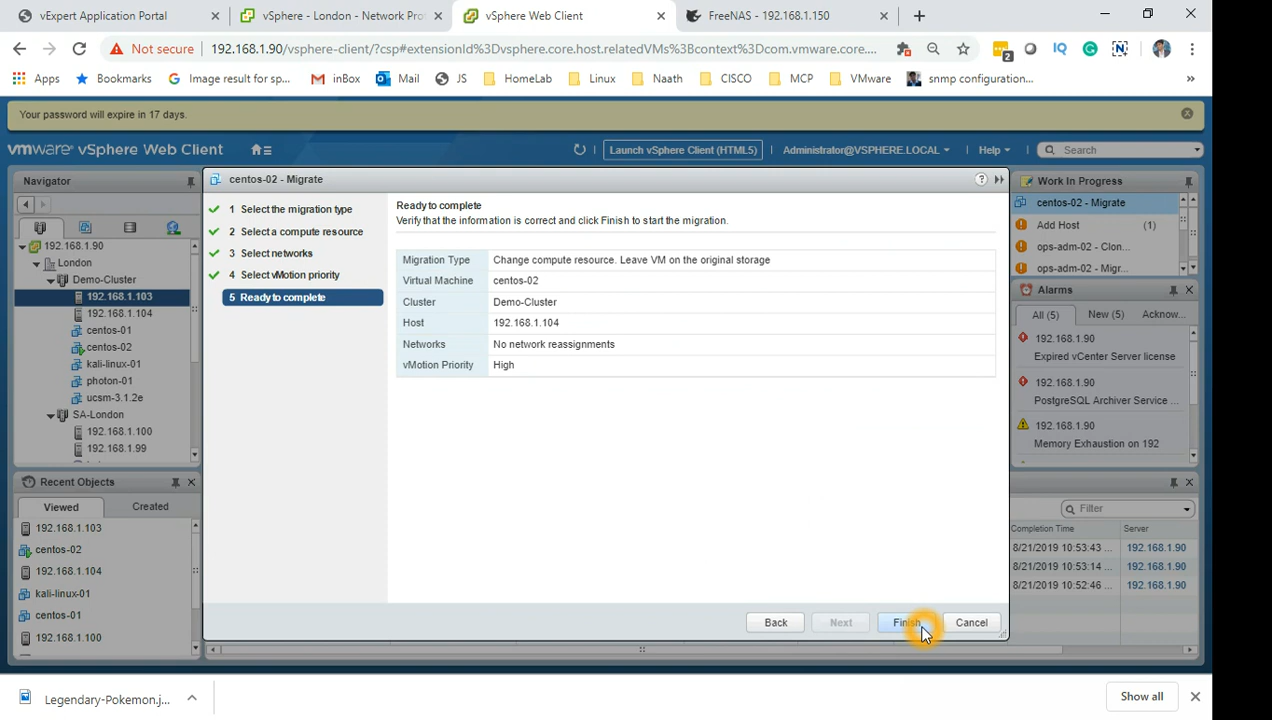 vExpert Application Portal
vSphere - London - Network Pro
vSphere Web Client
FreeNAS - 192.168.1.150
Not secure
192.168.1.90/vsphere-client/?csp#extensionId%3Dvsphere.core.host.relatedVMs%3Bcontext%3Dcom.vmware.core....
2
IQ
N
Apps
Bookmarks
Image result for sp...
inBox
Mail
JS
HomeLab
Linux
Naath
CISCO
MCP
VMware
snmp configuration...
»
Your password will expire in 17 days.
vmware® vSphere Web Client
Launch vSphere Client (HTML5)
Administrator@VSPHERE.LOCAL
Help
Search
Navigator
192.168.1.90
London
Demo-Cluster
192.168.1.103
192.168.1.104
centos-01
centos-02
kali-linux-01
photon-01
ucsm-3.1.2e
SA-London
192.168.1.100
192.168.1.99
Recent Objects
Viewed
Created
192.168.1.103
centos-02
192.168.1.104
kali-linux-01
centos-01
192.168.1.100
centos-02 - Migrate
1 Select the migration type
2 Select a compute resource
3 Select networks
4 Select vMotion priority
5 Ready to complete
Ready to complete
Verify that the information is correct and click Finish to start the migration.
Migration Type Change compute resource. Leave VM on the original storage
Virtual Machine centos-02
Cluster Demo-Cluster
Host 192.168.1.104
Networks No network reassignments
vMotion Priority High
Back
Next
Finish
Cancel
Work In Progress
centos-02 - Migrate
Add Host (1)
ops-adm-02 - Clon...
ops-adm-02 - Migr...
Alarms
All (5)
New (5)
Acknow...
192.168.1.90
Expired vCenter Server license
192.168.1.90
PostgreSQL Archiver Service ...
192.168.1.90
Memory Exhaustion on 192
Filter
Completion Time
Server
8/21/2019 10:53:43 ... 192.168.1.90
8/21/2019 10:53:14 ... 192.168.1.90
8/21/2019 10:52:46 ... 192.168.1.90
Legendary-Pokemon.j...
Show all